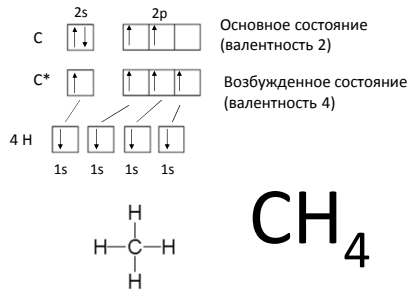 2s 2p
C Основное состояние
(валентность 2)
C* Возбужденное состояние
(валентность 4)
4 H
1s 1s 1s 1s
H
H C H
H
CH₄